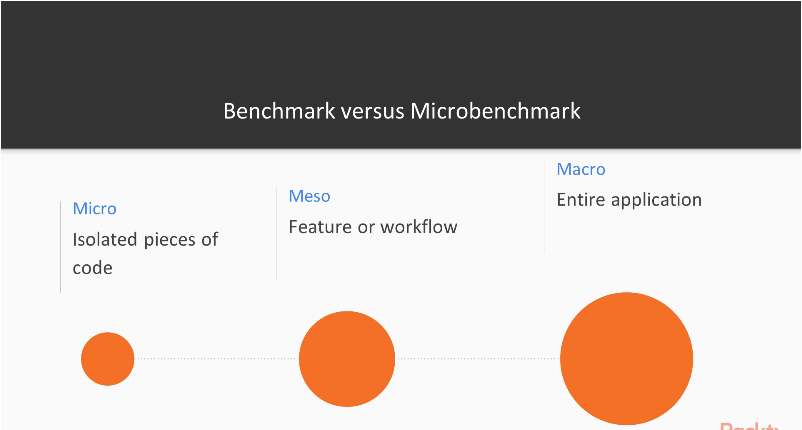 Benchmark versus Microbenchmark
Micro
Isolated pieces of
code
Meso
Feature or workflow
Macro
Entire application